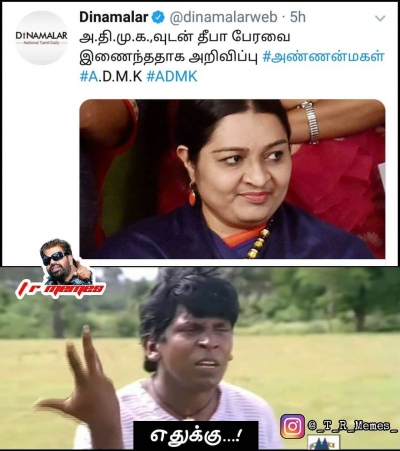 Dinamalar @dinamalarweb · 5h
DINAMALAR
National Tamil Daily
அ.தி.மு.க.,வுடன் தீபா பேரவை
இணைந்ததாக அறிவிப்பு #அண்ணன்மகள்
#A.D.M.K #ADMK
T R MEMES
எதுக்கு...!
@_T_R_Memes_